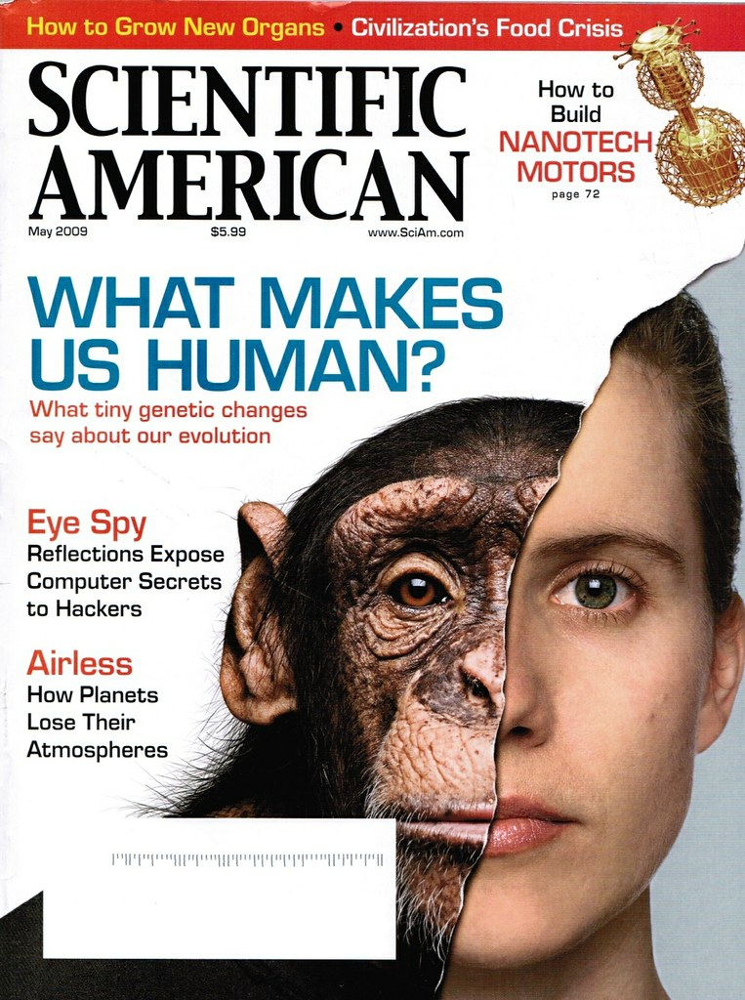 How to Grow New Organs • Civilization's Food Crisis
SCIENTIFIC
AMERICAN
May 2009 $5.99 www.SciAm.com
How to
Build
NANOTECH
MOTORS
page 72
WHAT MAKES
US HUMAN?
What tiny genetic changes
say about our evolution
Eye Spy
Reflections Expose
Computer Secrets
to Hackers
Airless
How Planets
Lose Their
Atmospheres